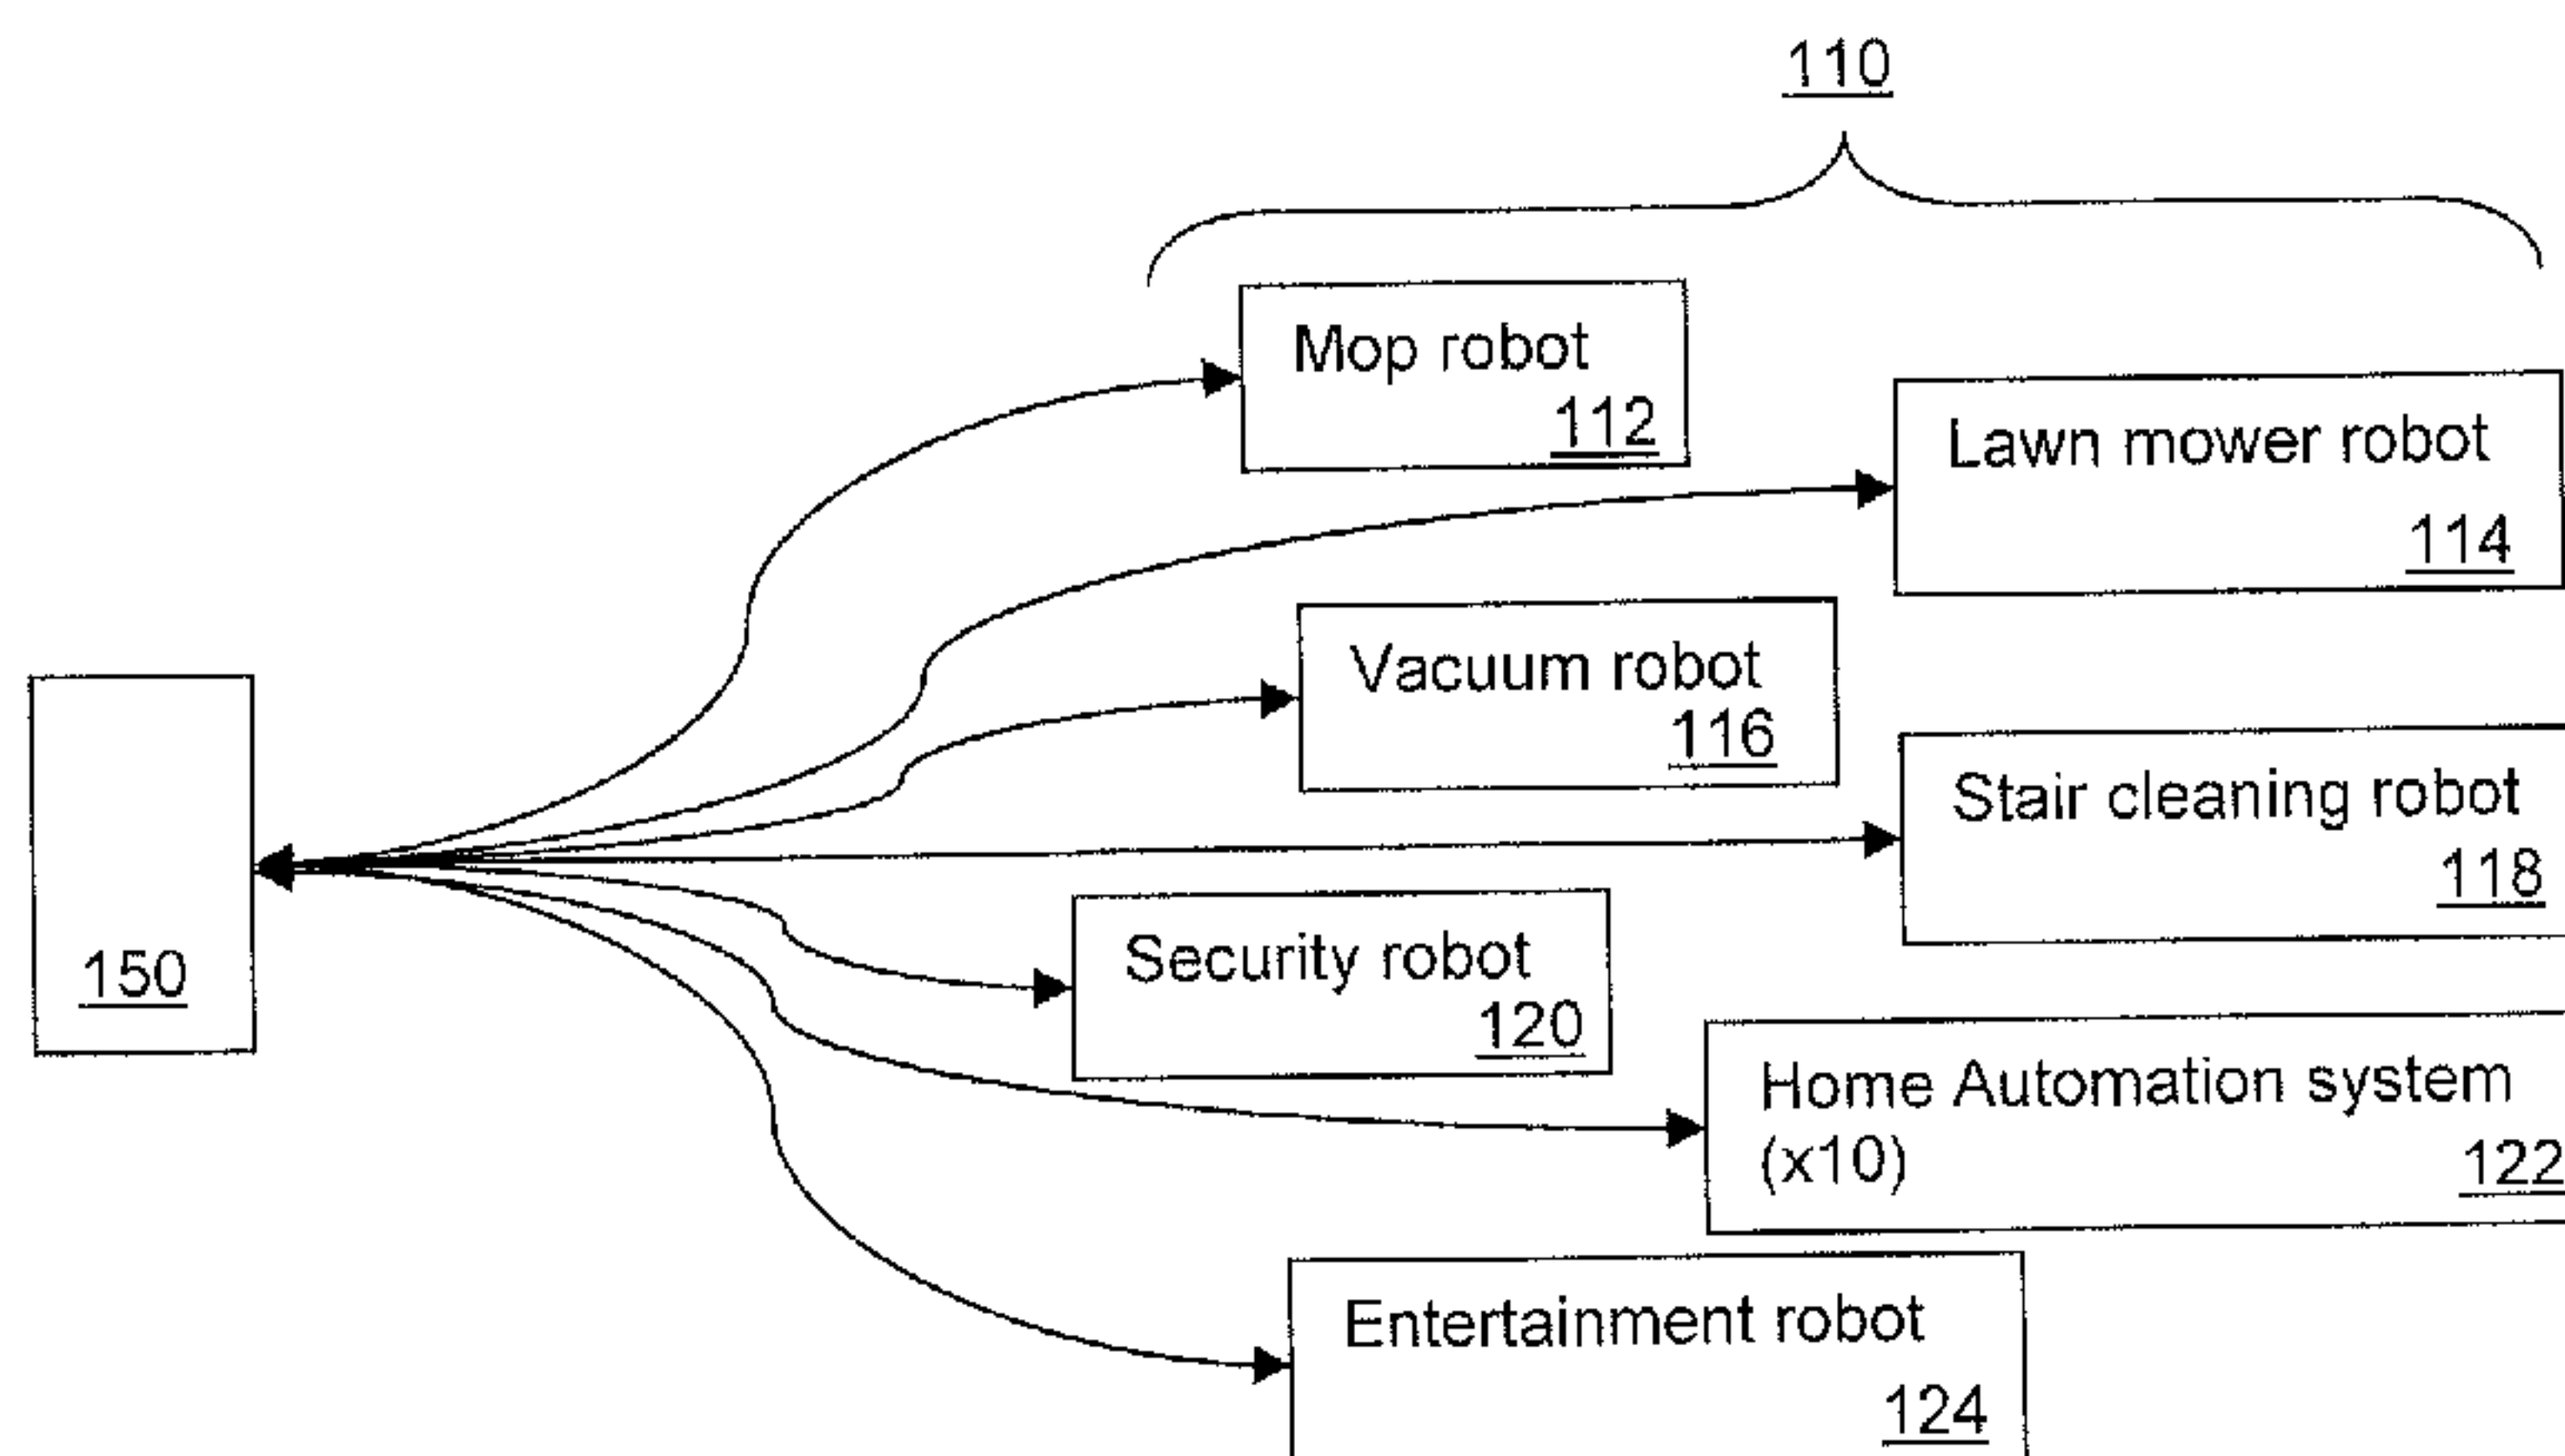 110
Mop robot
112
Lawn mower robot
114
Vacuum robot
116
Stair cleaning robot
118
150
Security robot
120
Home Automation system
(x10)
122
Entertainment robot
124